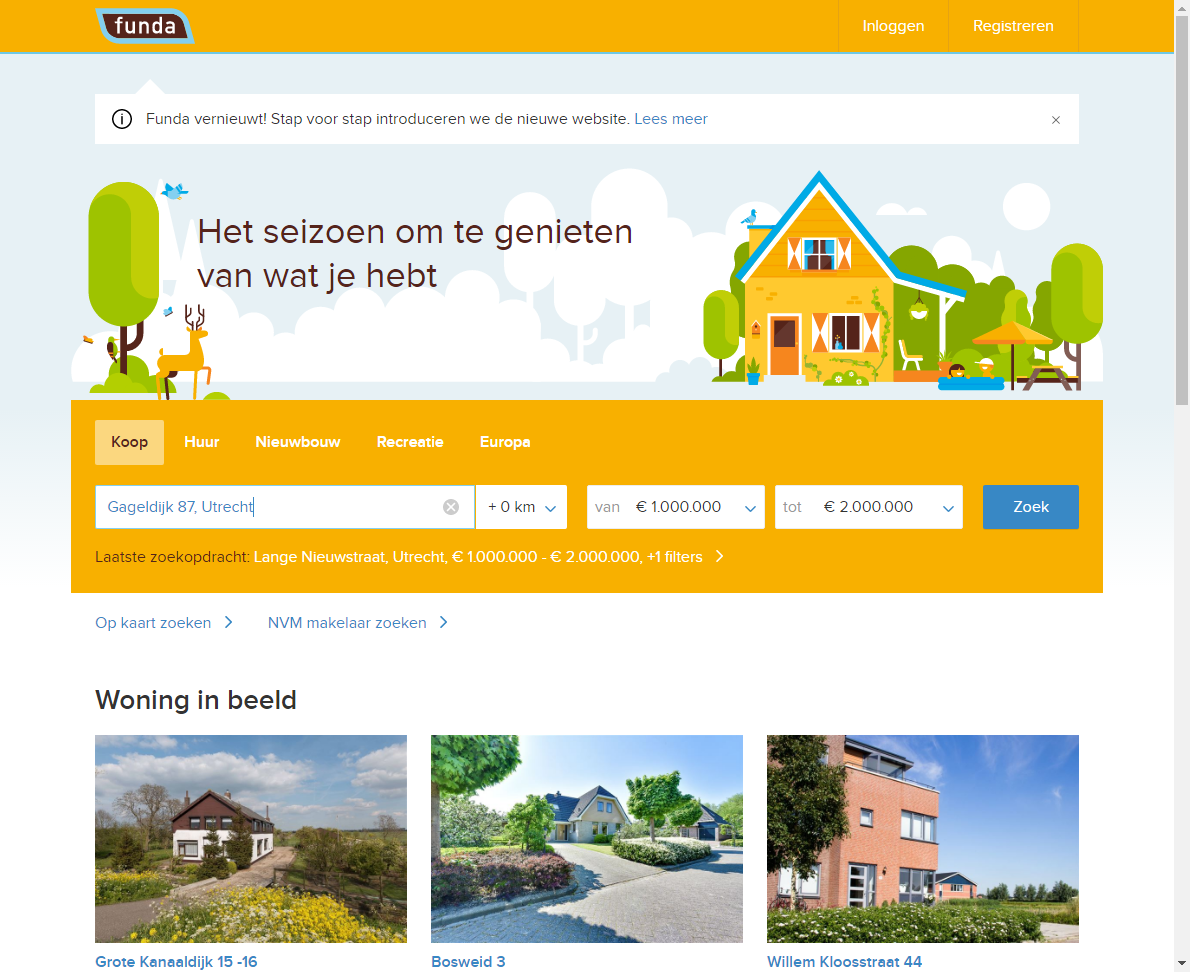 funda
Inloggen
Registreren
Funda vernieuwt! Stap voor stap introduceren we de nieuwe website. Lees meer
Het seizoen om te genieten
van wat je hebt
Koop
Huur
Nieuwbouw
Recreatie
Europa
Gageldijk 87, Utrecht
+ 0 km
van € 1.000.000
tot € 2.000.000
Zoek
Laatste zoekopdracht: Lange Nieuwstraat, Utrecht, € 1.000.000 - € 2.000.000, +1 filters
Op kaart zoeken
NVM makelaar zoeken
Woning in beeld
Grote Kanaaldijk 15 -16
Bosweid 3
Willem Kloosstraat 44